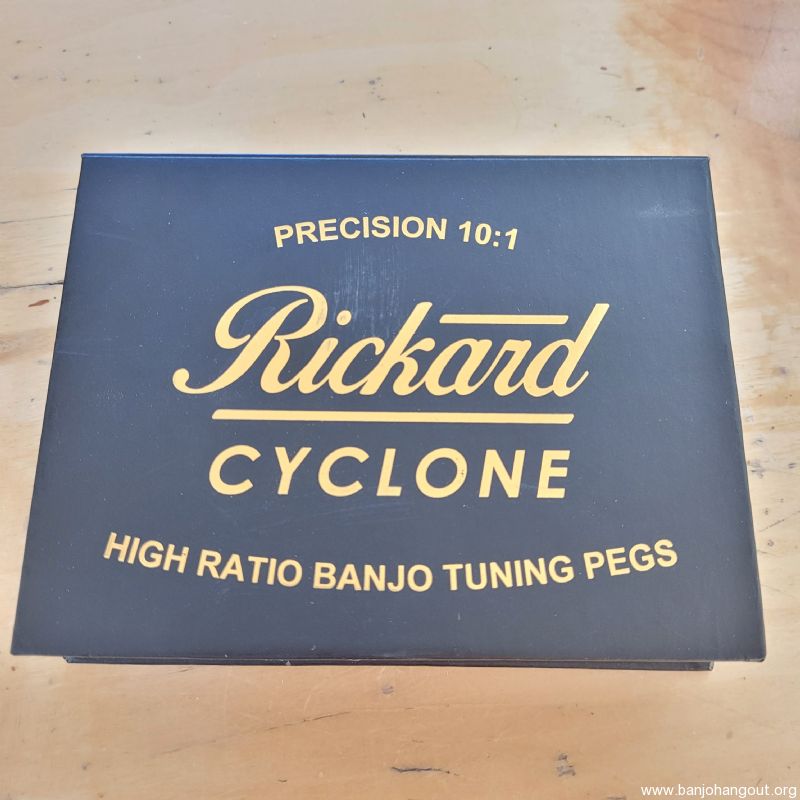 PRECISION 10:1
Rickard
CYCLONE
HIGH RATIO BANJO TUNING PEGS
www.banjohangout.org